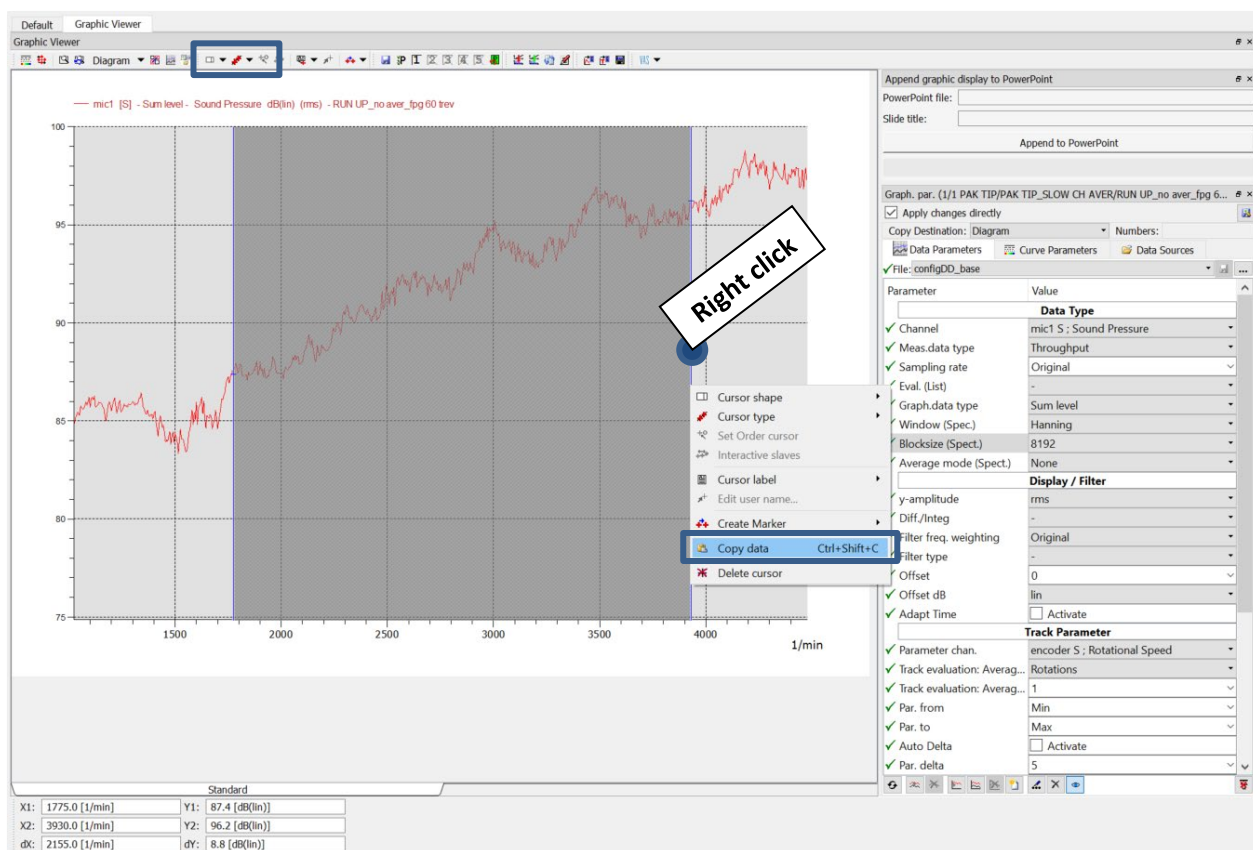 Default Graphic Viewer
Graphic Viewer
Diagram
Append graphic display to PowerPoint
PowerPoint file:
Slide title:
Append to PowerPoint
mic1 [S] - Sum level - Sound Pressure dB(lin) (rms) - RUN UP_no aver_fpg 60 trev
100
95
90
85
80
75
1500 2000 2500 3000 3500 4000
1/min
Right click
Cursor shape
Cursor type
Set Order cursor
Interactive slaves
Cursor label
Edit user name...
Create Marker
Copy data Ctrl+Shift+C
Delete cursor
Graph. par. (1/1 PAK TIP/PAK TIP_SLOW CH AVER/RUN UP_no aver_fpg 6...
Apply changes directly
Copy Destination: Diagram Numbers:
Data Parameters Curve Parameters Data Sources
File: configDD_base ...
Parameter Value
Data Type
Channel mic1 S ; Sound Pressure
Meas.data type Throughput
Sampling rate Original
Eval. (List) -
Graph.data type Sum level
Window (Spec.) Hanning
Blocksize (Spect.) 8192
Average mode (Spect.) None
Display / Filter
y-amplitude rms
Diff./Integ -
Filter freq. weighting Original
Filter type -
Offset 0
Offset dB lin
Adapt Time Activate
Track Parameter
Parameter chan. encoder S ; Rotational Speed
Track evaluation: Averag... Rotations
Track evaluation: Averag... 1
Par. from Min
Par. to Max
Auto Delta Activate
Par. delta 5
Standard
X1: 1775.0 [1/min] Y1: 87.4 [dB(lin)]
X2: 3930.0 [1/min] Y2: 96.2 [dB(lin)]
dX: 2155.0 [1/min] dY: 8.8 [dB(lin)]